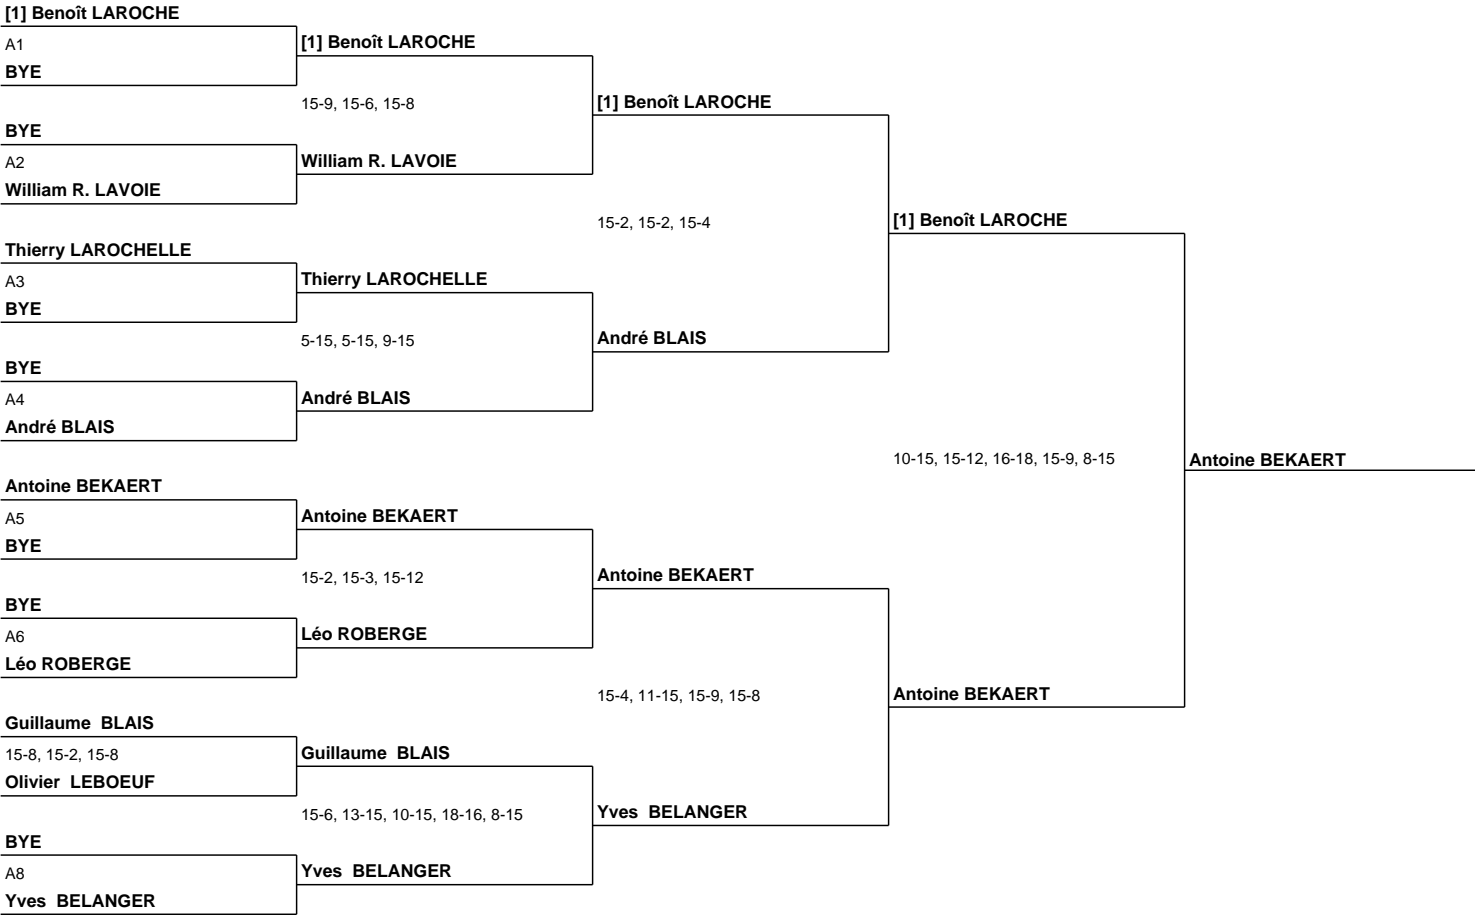 [1] Benoît LAROCHE
A1
BYE
BYE
A2
William R. LAVOIE
Thierry LAROCHELLE
A3
BYE
BYE
A4
André BLAIS
Antoine BEKAERT
A5
BYE
BYE
A6
Léo ROBERGE
Guillaume  BLAIS
15-8, 15-2, 15-8
Olivier  LEBOEUF
BYE
A8
Yves  BELANGER
[1] Benoît LAROCHE
15-9, 15-6, 15-8
William R. LAVOIE
Thierry LAROCHELLE
5-15, 5-15, 9-15
André BLAIS
Antoine BEKAERT
15-2, 15-3, 15-12
Léo ROBERGE
Guillaume  BLAIS
15-6, 13-15, 10-15, 18-16, 8-15
Yves  BELANGER
[1] Benoît LAROCHE
15-2, 15-2, 15-4
André BLAIS
Antoine BEKAERT
15-4, 11-15, 15-9, 15-8
Yves  BELANGER
[1] Benoît LAROCHE
10-15, 15-12, 16-18, 15-9, 8-15
Antoine BEKAERT
Antoine BEKAERT